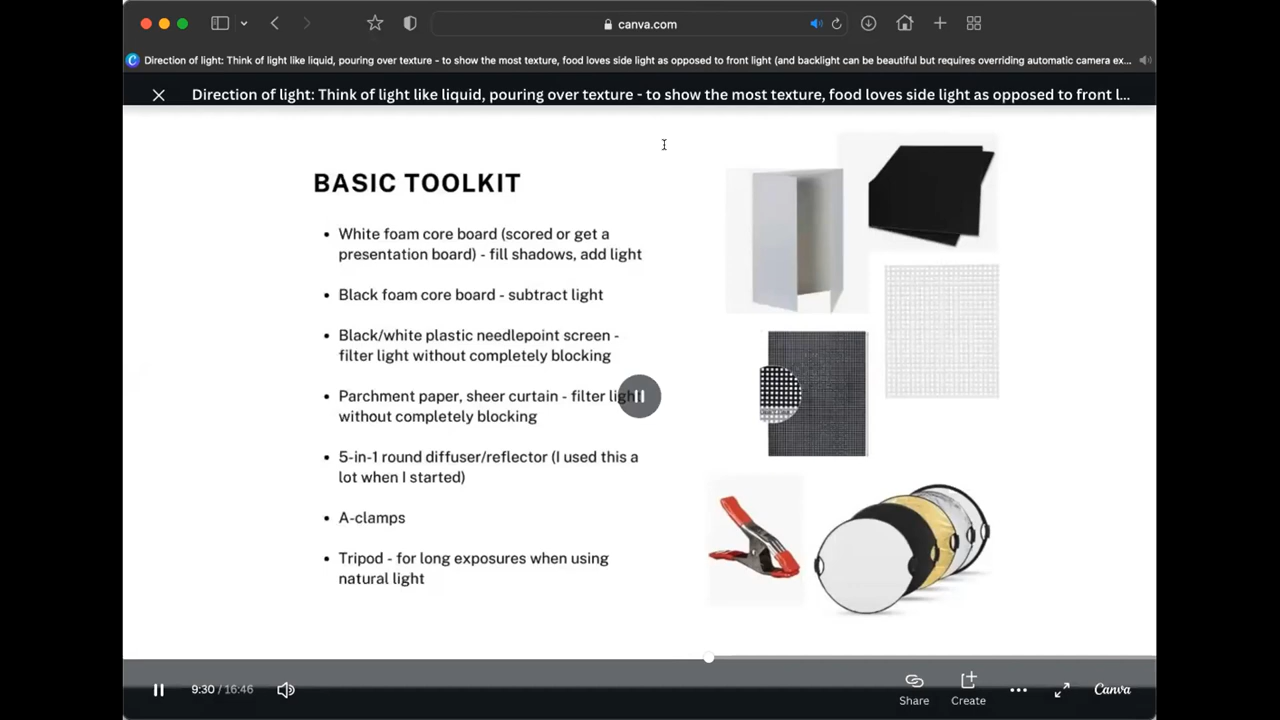 canva.com
Direction of light: Think of light like liquid, pouring over texture - to show the most texture, food loves side light as opposed to front light (and backlight can be beautiful but requires overriding automatic camera ex...
Direction of light: Think of light like liquid, pouring over texture - to show the most texture, food loves side light as opposed to front l...
BASIC TOOLKIT
• White foam core board (scored or get a
presentation board) - fill shadows, add light
• Black foam core board - subtract light
• Black/white plastic needlepoint screen -
filter light without completely blocking
• Parchment paper, sheer curtain - filter light
without completely blocking
• 5-in-1 round diffuser/reflector (I used this a
lot when I started)
• A-clamps
• Tripod - for long exposures when using
natural light
9:30 / 16:46
Share
Create
Canva